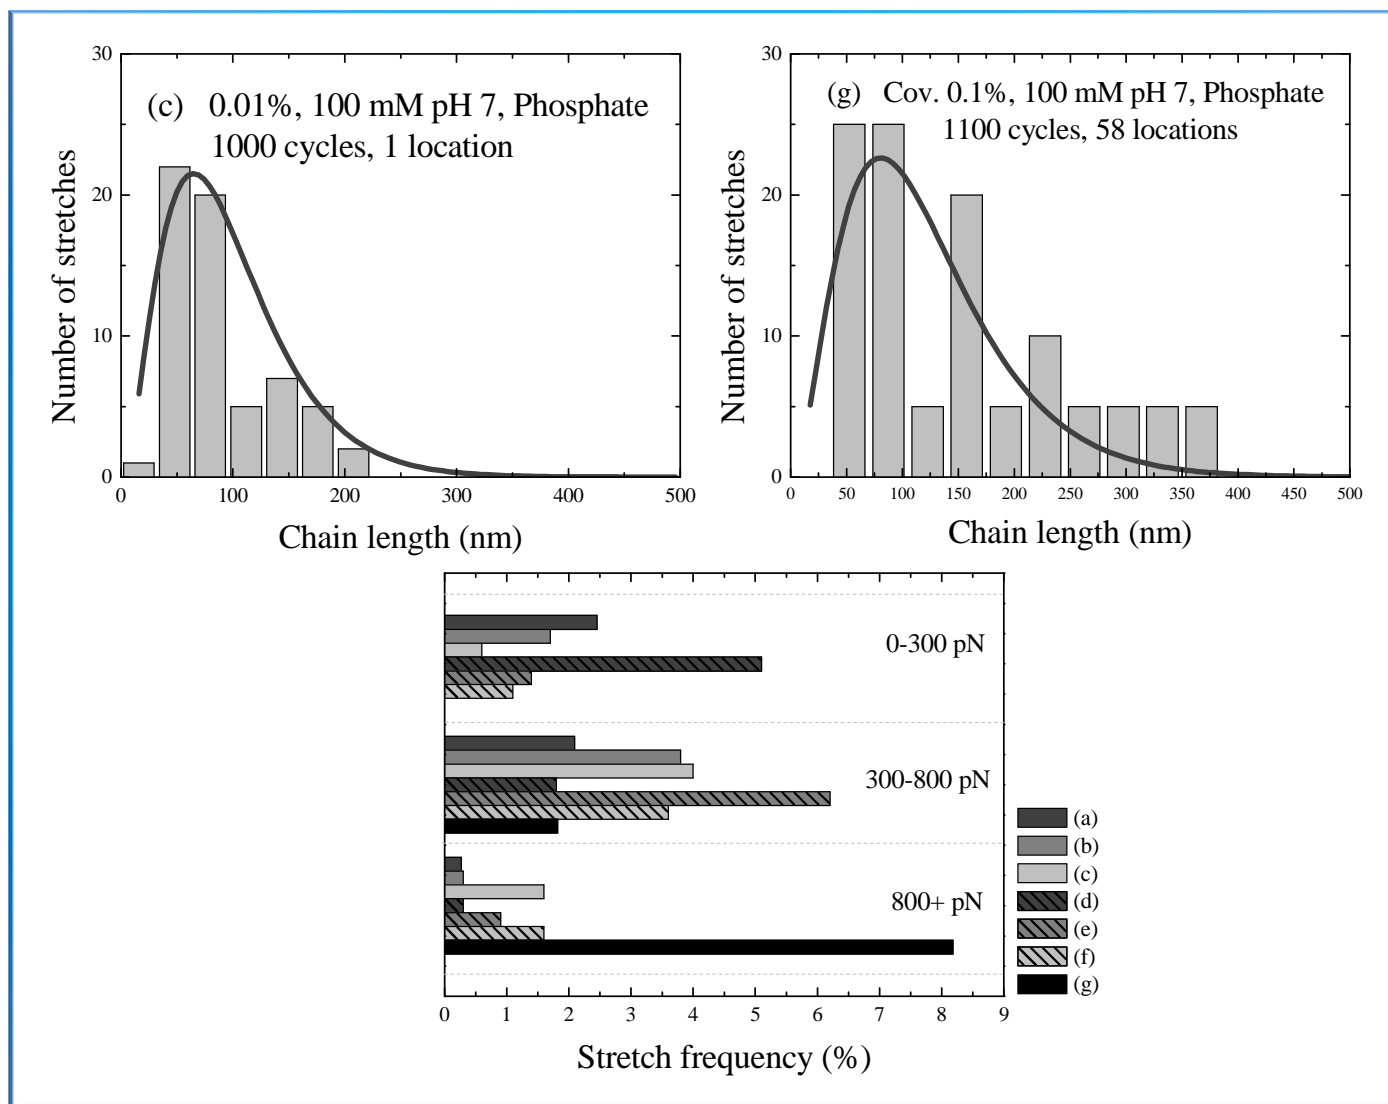 (c) 0.01%, 100 mM pH 7, Phosphate
1000 cycles, 1 location
Number of stretches
30
20
10
0
0 100 200 300 400 500
Chain length (nm)
(g) Cov. 0.1%, 100 mM pH 7, Phosphate
1100 cycles, 58 locations
Number of stretches
30
20
10
0
0 50 100 150 200 250 300 350 400 450 500
Chain length (nm)
0-300 pN
300-800 pN
800+ pN
(a)
(b)
(c)
(d)
(e)
(f)
(g)
0 1 2 3 4 5 6 7 8 9
Stretch frequency (%)